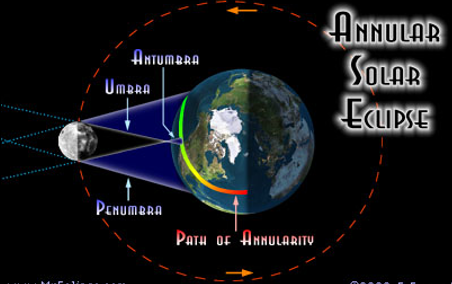 Annular
Solar
Eclipse
Antumbra
Umbra
Penumbra
Path of Annularity